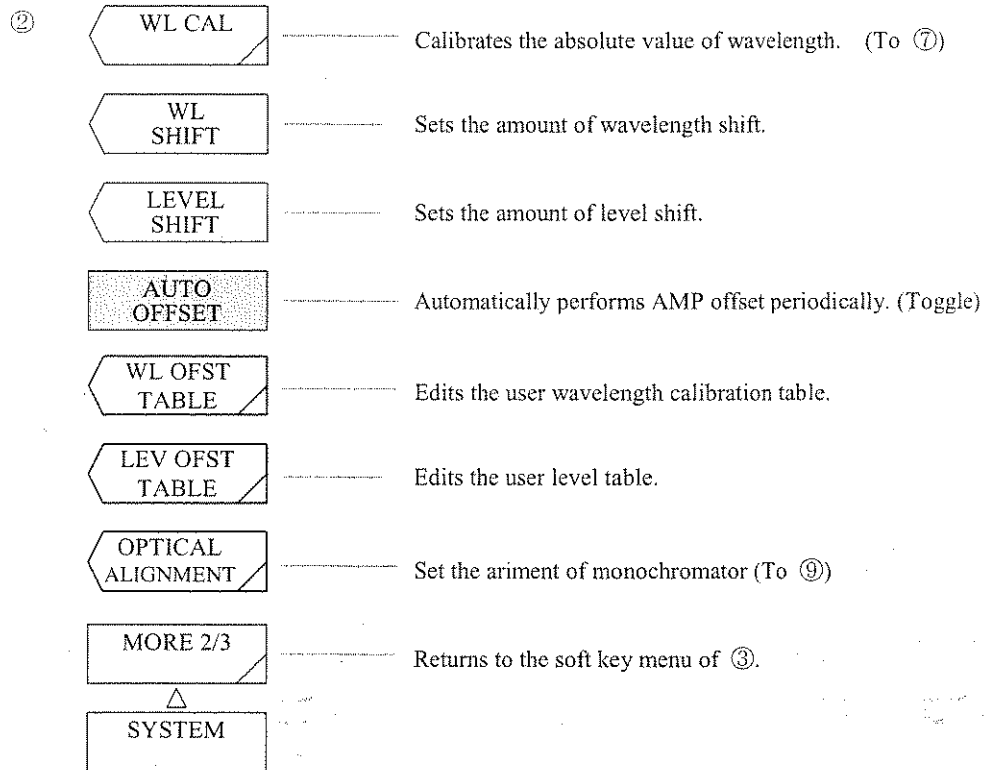 ②
WL CAL
Calibrates the absolute value of wavelength. (To ⑦)
WL
SHIFT
Sets the amount of wavelength shift.
LEVEL
SHIFT
Sets the amount of level shift.
AUTO
OFFSET
Automatically performs AMP offset periodically. (Toggle)
WL OFST
TABLE
Edits the user wavelength calibration table.
LEV OFST
TABLE
Edits the user level table.
OPTICAL
ALIGNMENT
Set the ariment of monochromator (To ⑨)
MORE 2/3
Returns to the soft key menu of ③.
SYSTEM